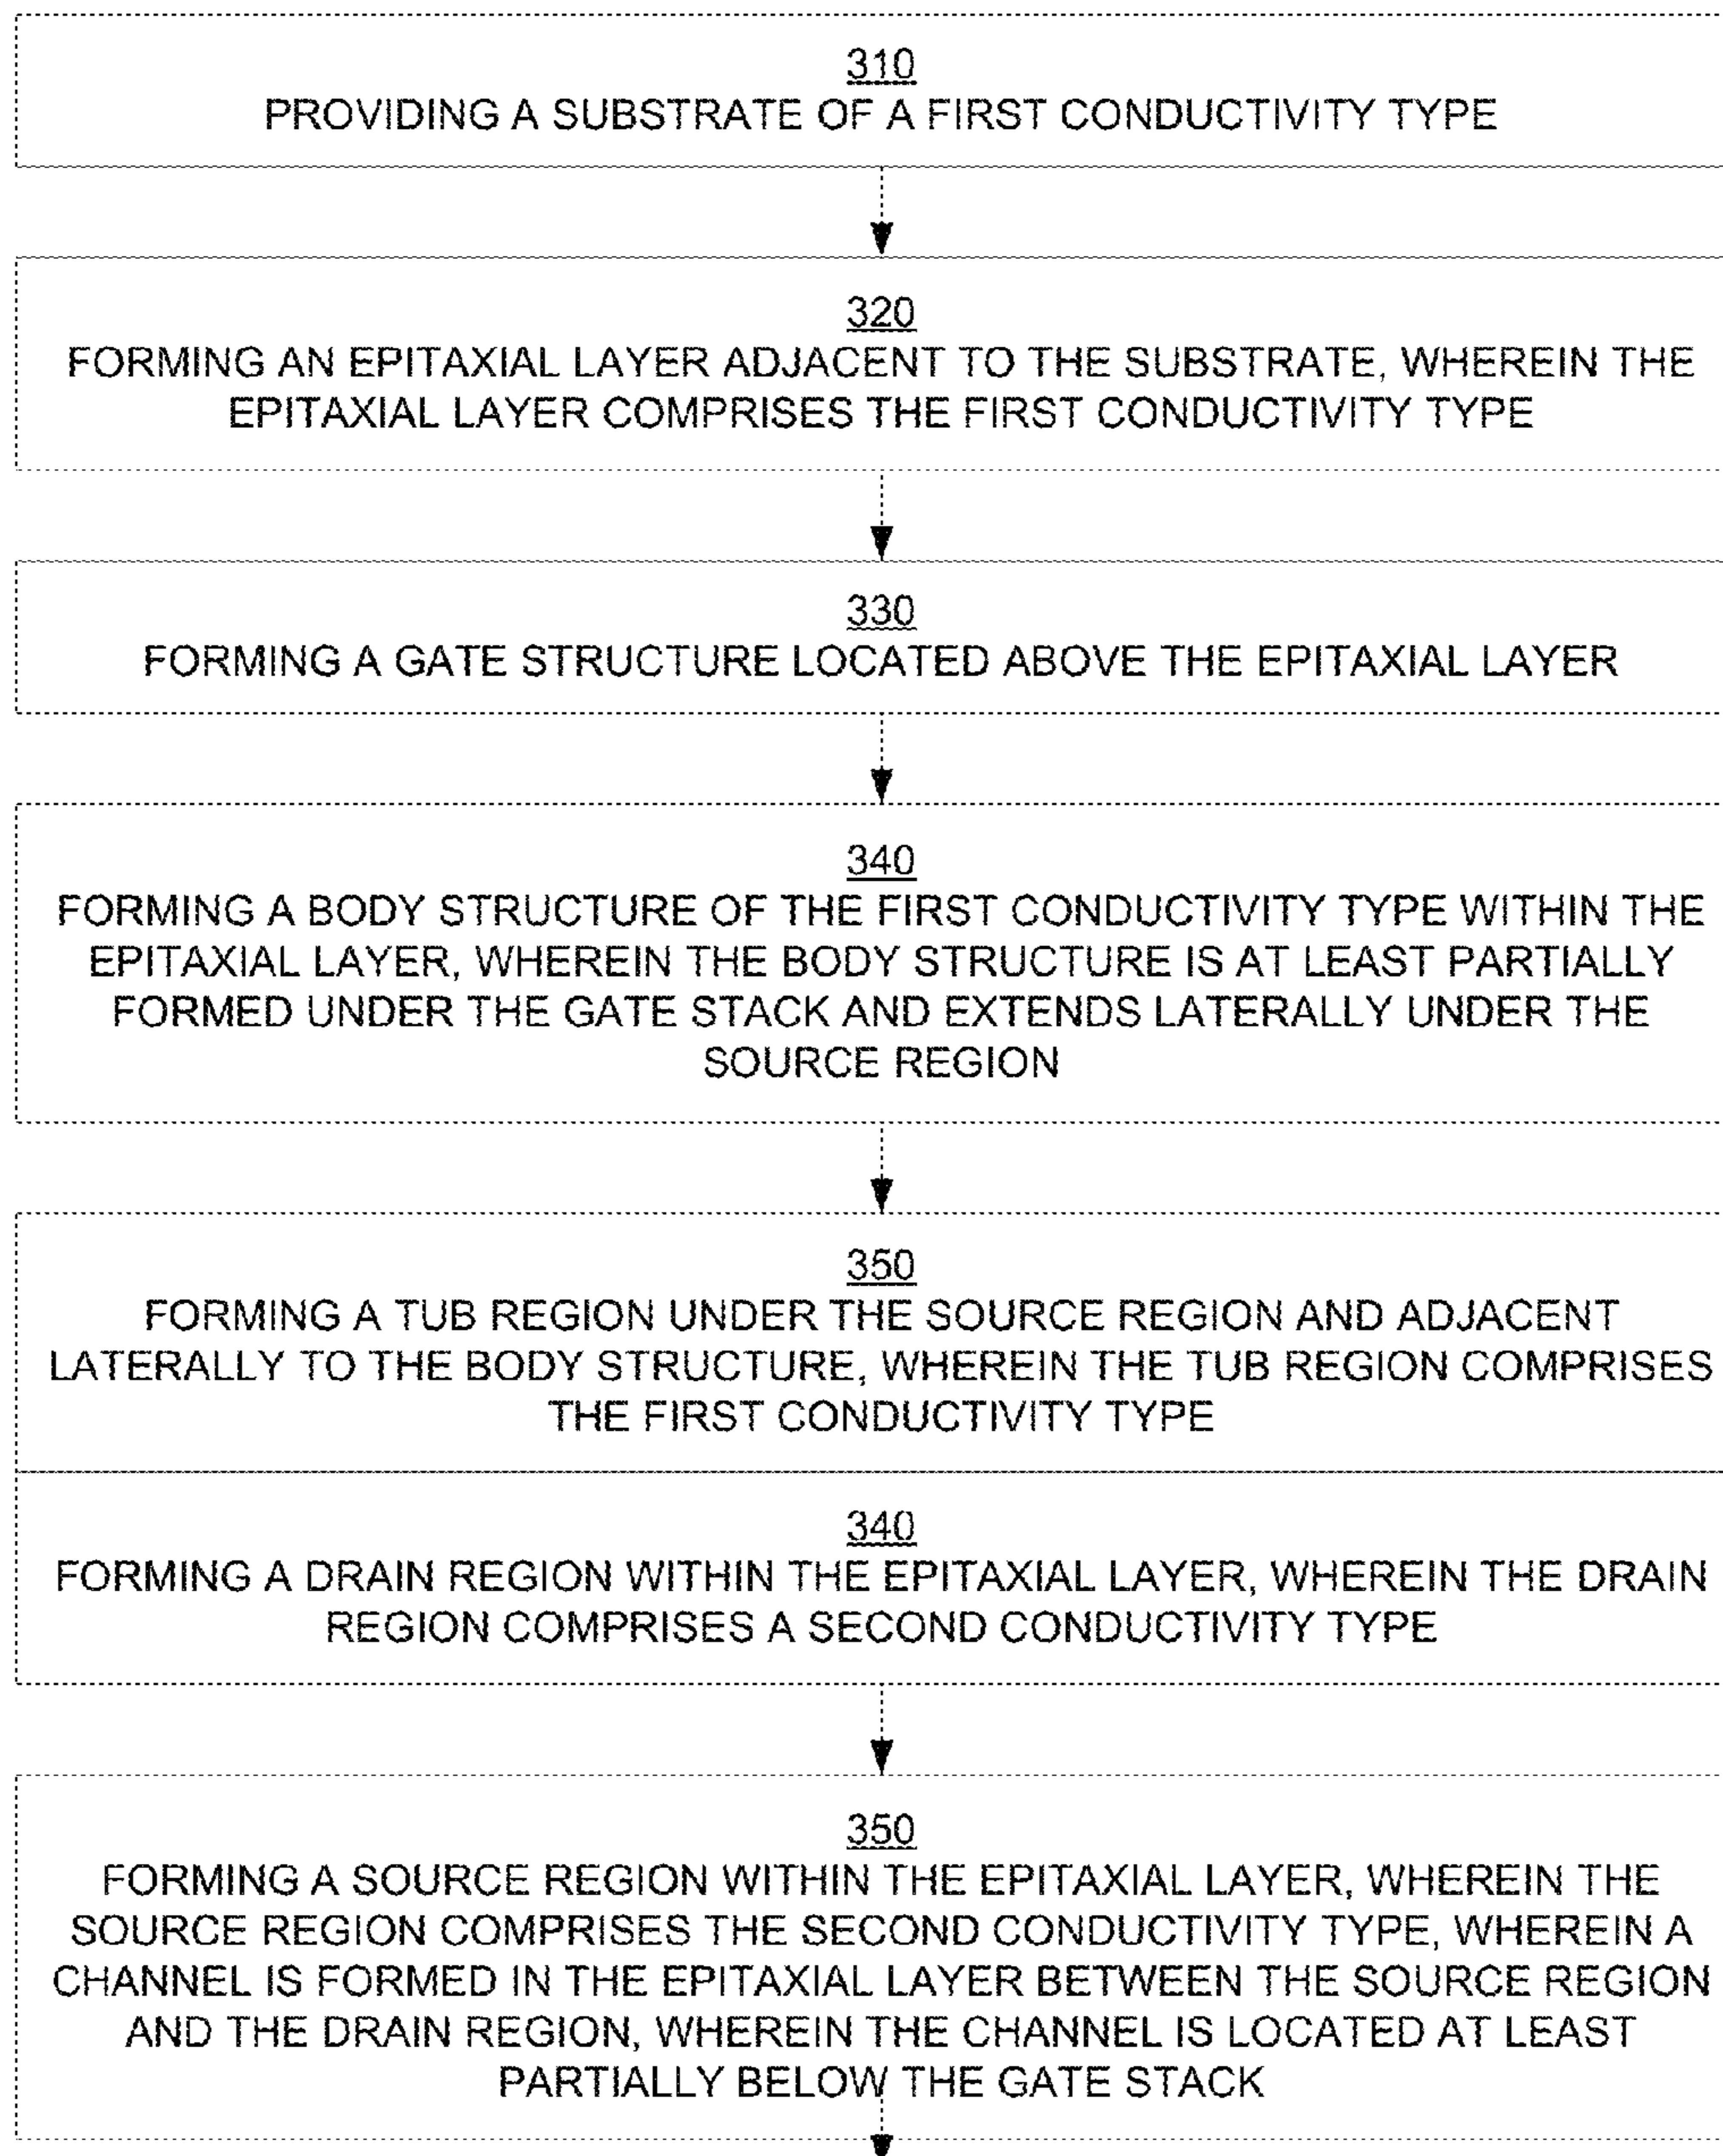 310
PROVIDING A SUBSTRATE OF A FIRST CONDUCTIVITY TYPE
320
FORMING AN EPITAXIAL LAYER ADJACENT TO THE SUBSTRATE, WHEREIN THE
EPITAXIAL LAYER COMPRISES THE FIRST CONDUCTIVITY TYPE
330
FORMING A GATE STRUCTURE LOCATED ABOVE THE EPITAXIAL LAYER
340
FORMING A BODY STRUCTURE OF THE FIRST CONDUCTIVITY TYPE WITHIN THE
EPITAXIAL LAYER, WHEREIN THE BODY STRUCTURE IS AT LEAST PARTIALLY
FORMED UNDER THE GATE STACK AND EXTENDS LATERALLY UNDER THE
SOURCE REGION
350
FORMING A TUB REGION UNDER THE SOURCE REGION AND ADJACENT
LATERALLY TO THE BODY STRUCTURE, WHEREIN THE TUB REGION COMPRISES
THE FIRST CONDUCTIVITY TYPE
340
FORMING A DRAIN REGION WITHIN THE EPITAXIAL LAYER, WHEREIN THE DRAIN
REGION COMPRISES A SECOND CONDUCTIVITY TYPE
350
FORMING A SOURCE REGION WITHIN THE EPITAXIAL LAYER, WHEREIN THE
SOURCE REGION COMPRISES THE SECOND CONDUCTIVITY TYPE, WHEREIN A
CHANNEL IS FORMED IN THE EPITAXIAL LAYER BETWEEN THE SOURCE REGION
AND THE DRAIN REGION, WHEREIN THE CHANNEL IS LOCATED AT LEAST
PARTIALLY BELOW THE GATE STACK